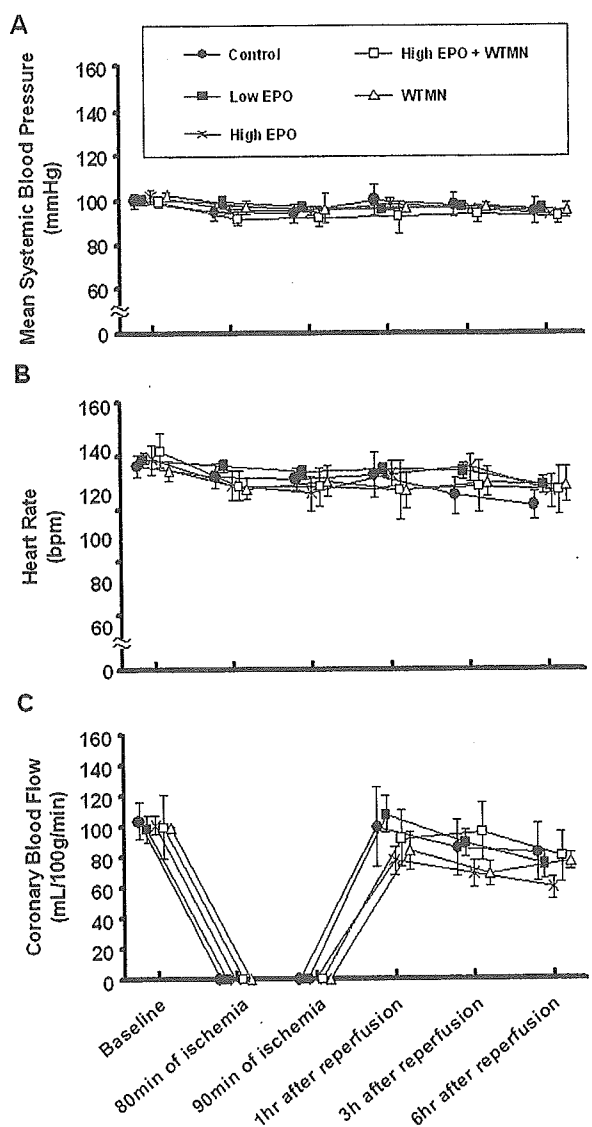 A
Control
High EPO + WTMN
Low EPO
WTMN
High EPO
Mean Systemic Blood Pressure
(mmHg)
160
140
120
100
80
60
0
B
Heart Rate
(bpm)
160
140
120
100
80
60
0
C
Coronary Blood Flow
(mL/100g/min)
160
140
120
100
80
60
40
20
0
Baseline
80min of ischemia
90min of ischemia
1hr after reperfusion
3h after reperfusion
6hr after reperfusion